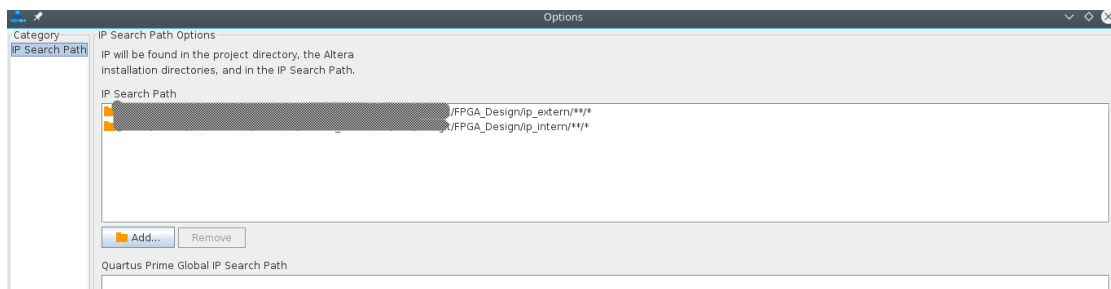 Options
Category
IP Search Path
IP Search Path Options
IP will be found in the project directory, the Altera
installation directories, and in the IP Search Path.
IP Search Path
/FPGA_Design/ip_extern/**/*
/FPGA_Design/ip_intern/**/*
Add...
Remove
Quartus Prime Global IP Search Path